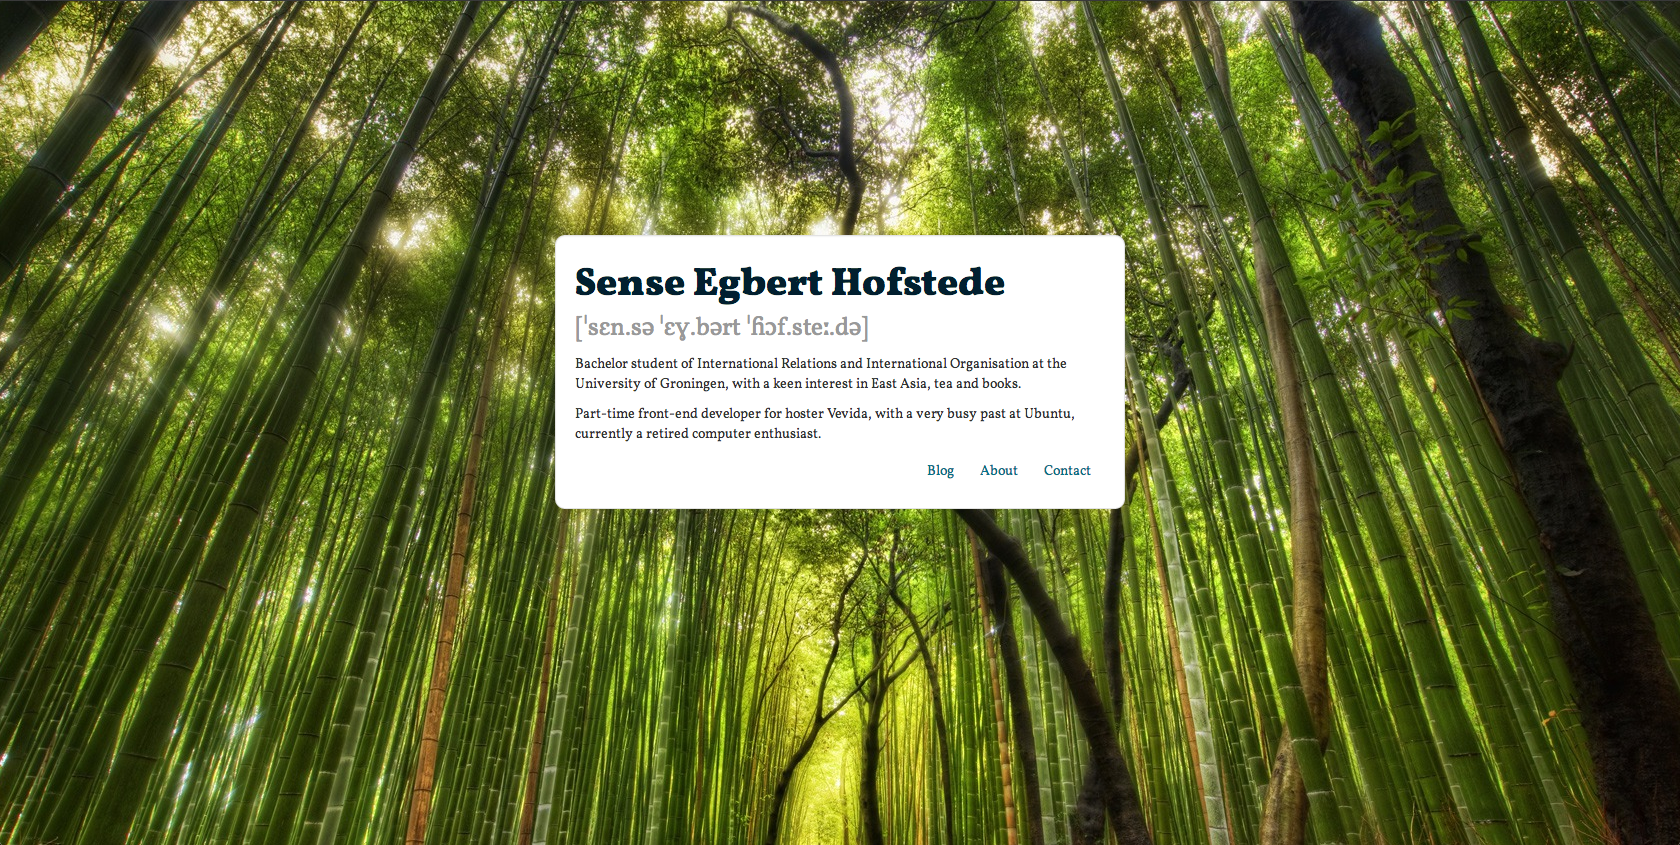 Sense Egbert Hofstede
[ˈsɛn.sə ˈɛɣ.bərt ˈɦɔf.steː.də]
Bachelor student of International Relations and International Organisation at the
University of Groningen, with a keen interest in East Asia, tea and books.
Part-time front-end developer for hoster Vevida, with a very busy past at Ubuntu,
currently a retired computer enthusiast.
Blog About Contact